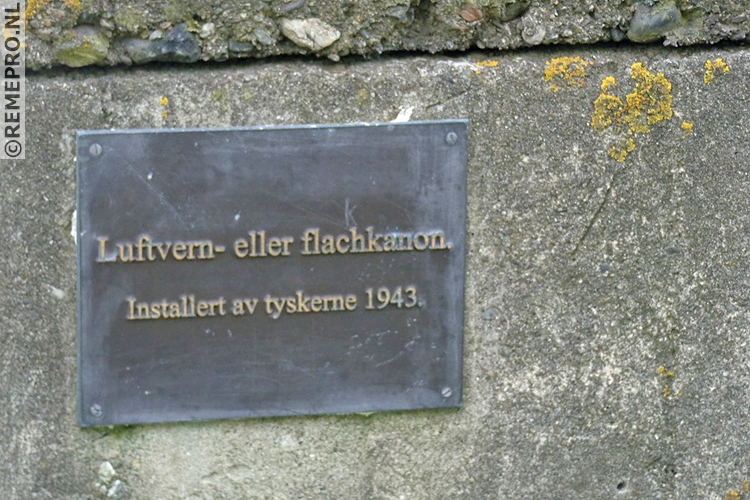 ©REMEPRO.NL
Luftvern- eller flachkanon.
Installert av tyskerne 1943.